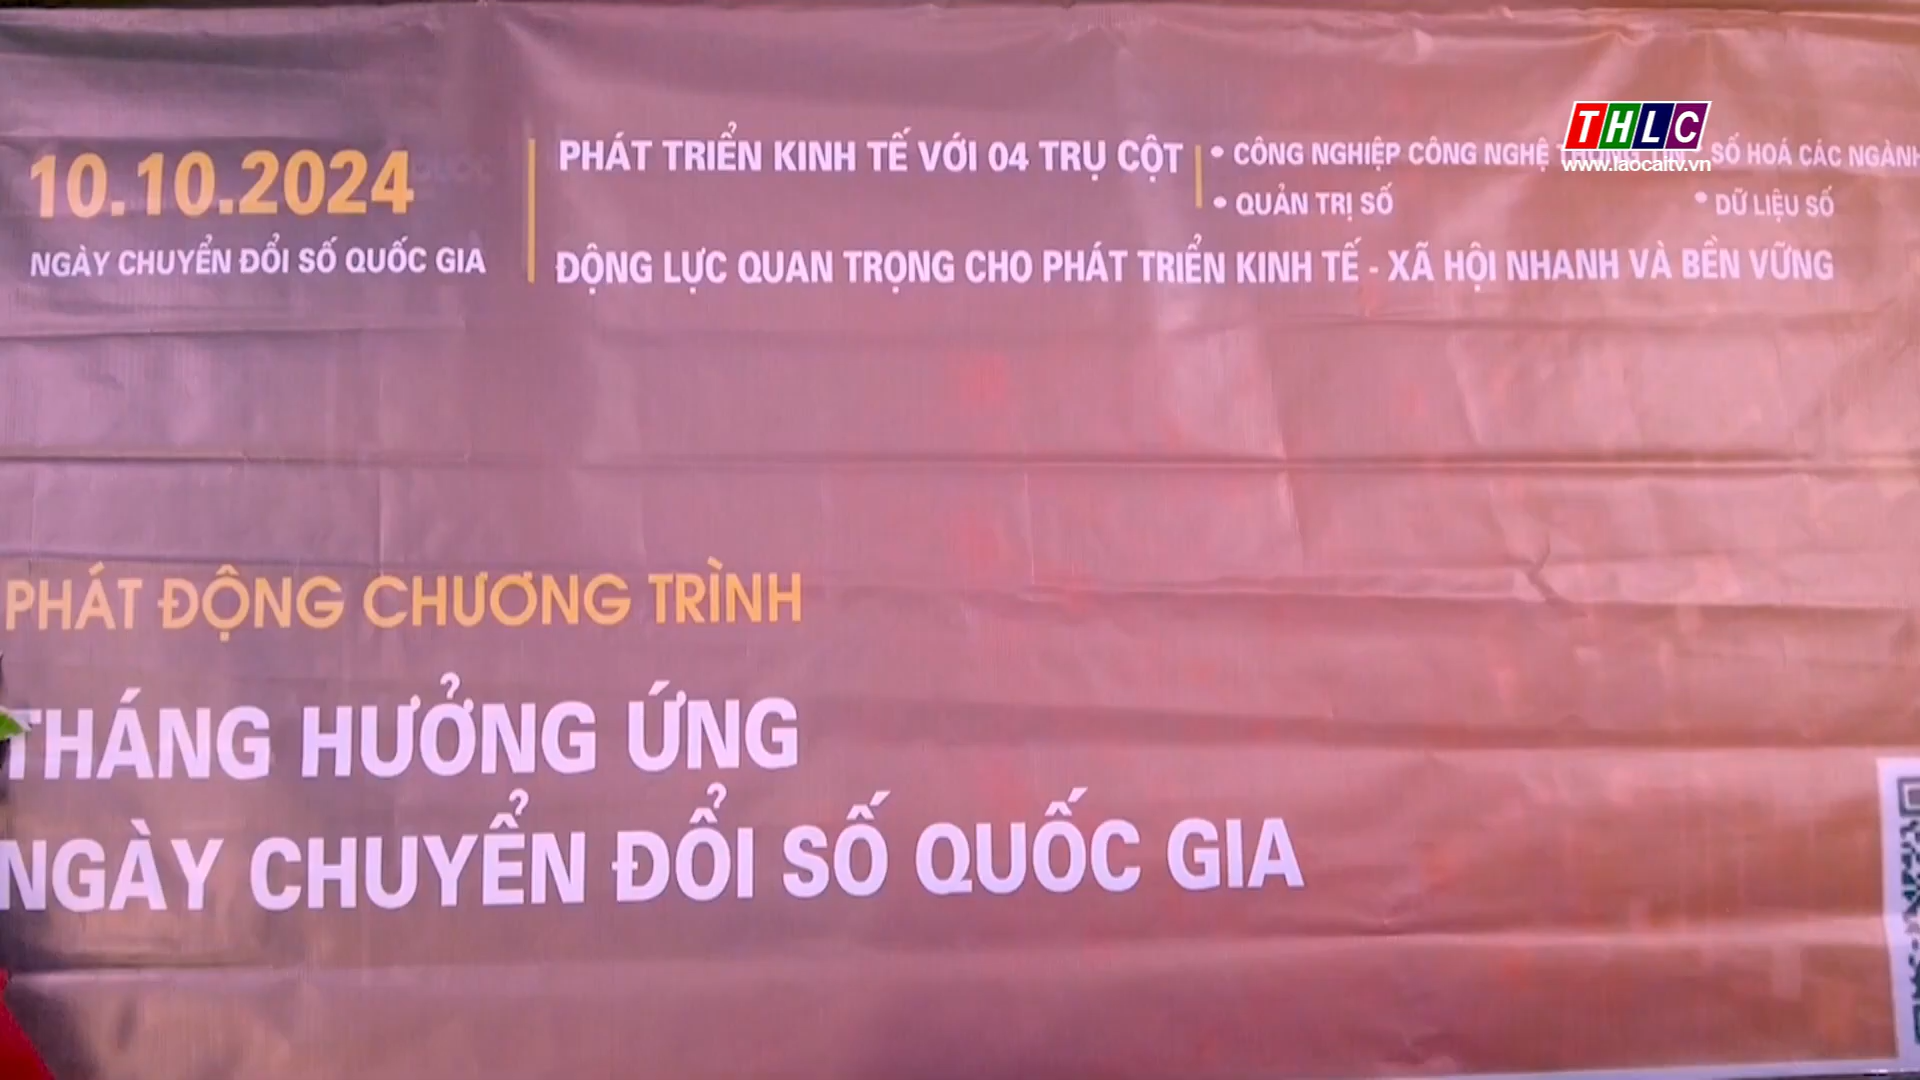 THLC
www.laocaitv.vn
10.10.2024
NGÀY CHUYỂN ĐỔI SỐ QUỐC GIA
PHÁT TRIỂN KINH TẾ VỚI 04 TRỤ CỘT
• CÔNG NGHIỆP CÔNG NGHỆ THÔNG TIN • SỐ HOÁ CÁC NGÀNH
• QUẢN TRỊ SỐ • DỮ LIỆU SỐ
ĐỘNG LỰC QUAN TRỌNG CHO PHÁT TRIỂN KINH TẾ - XÃ HỘI NHANH VÀ BỀN VỮNG
PHÁT ĐỘNG CHƯƠNG TRÌNH
THÁNG HƯỞNG ỨNG
NGÀY CHUYỂN ĐỔI SỐ QUỐC GIA